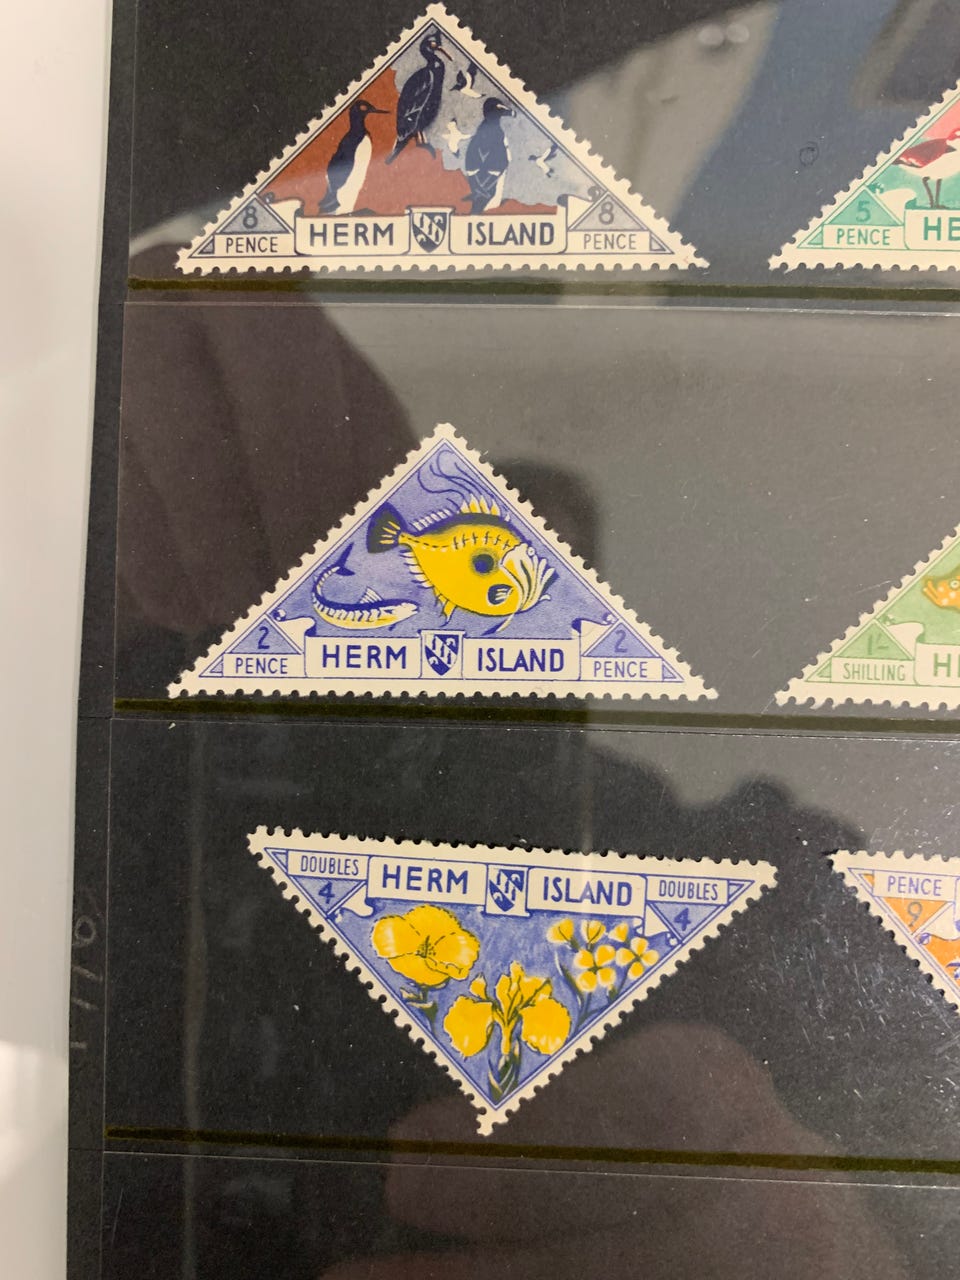 8 8
PENCE HERM ISLAND PENCE
5
PENCE HE
2 2
PENCE HERM ISLAND PENCE
1/-
SHILLING H
DOUBLES HERM ISLAND DOUBLES
4 4
PENCE
9